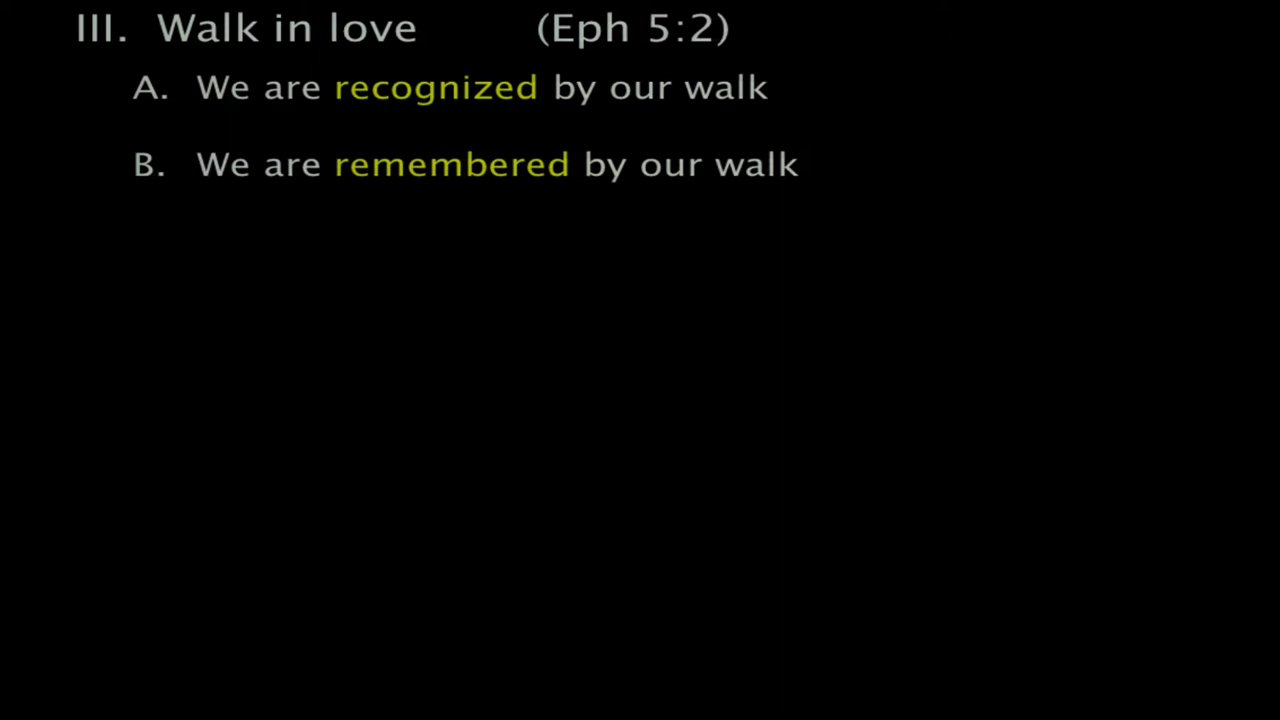 III. Walk in love (Eph 5:2)
A. We are recognized by our walk
B. We are remembered by our walk